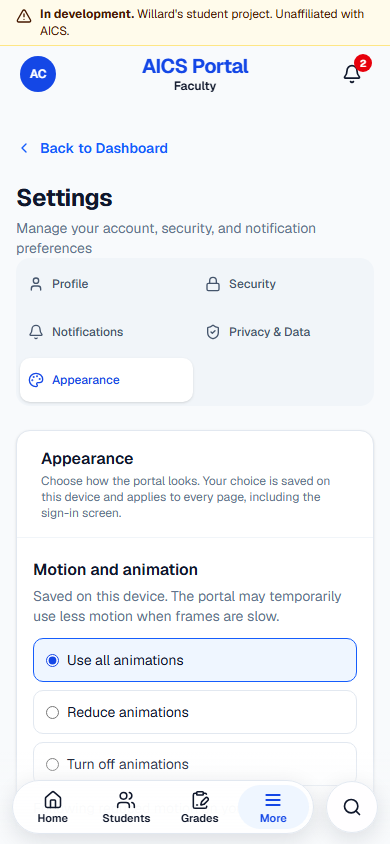 In development. Willard's student project. Unaffiliated with
AICS.
AC
AICS Portal
Faculty
2
Back to Dashboard
Settings
Manage your account, security, and notification
preferences
Profile
Security
Notifications
Privacy & Data
Appearance
Appearance
Choose how the portal looks. Your choice is saved on
this device and applies to every page, including the
sign-in screen.
Motion and animation
Saved on this device. The portal may temporarily
use less motion when frames are slow.
Use all animations
Reduce animations
Turn off animations
Home
Students
Grades
More